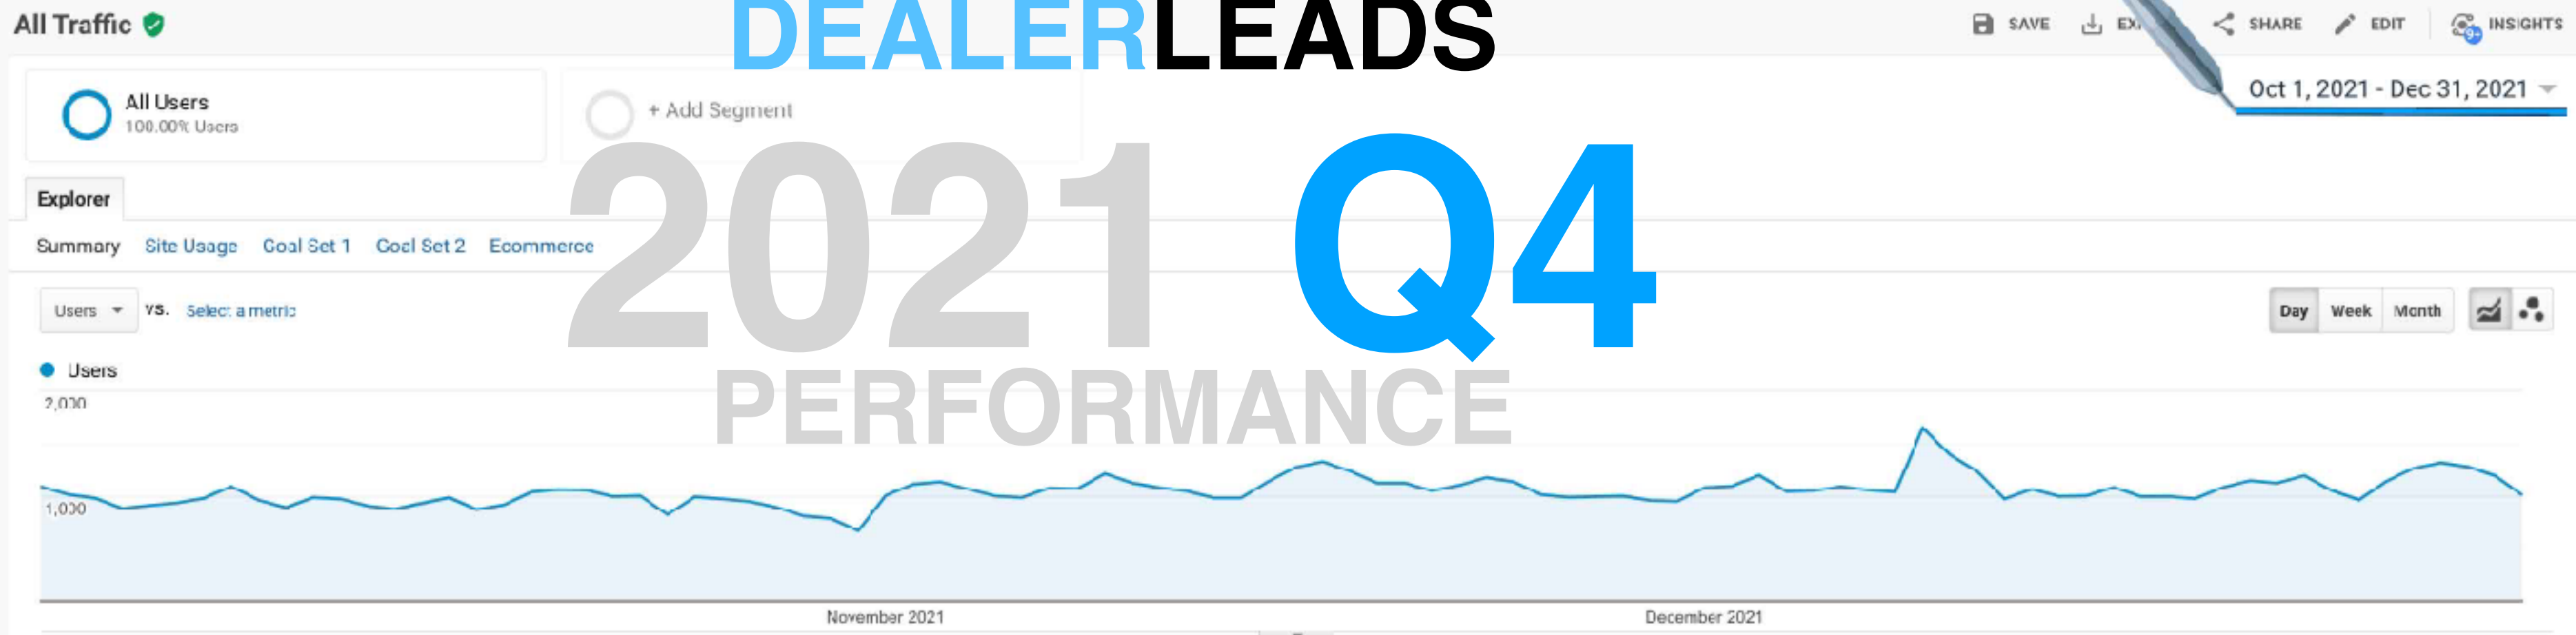 All Traffic
DEALERLEADS
SAVE
SHARE
EDIT
9+
INSIGHTS
All Users
100.00% Users
+ Add Segment
Oct 1, 2021 - Dec 31, 2021
2021 Q4
PERFORMANCE
Explorer
Summary Site Usage Goal Set 1 Goal Set 2 Ecommerce
Users VS. Select a metric
Day Week Month
Users
2,000
1,000
November 2021
December 2021